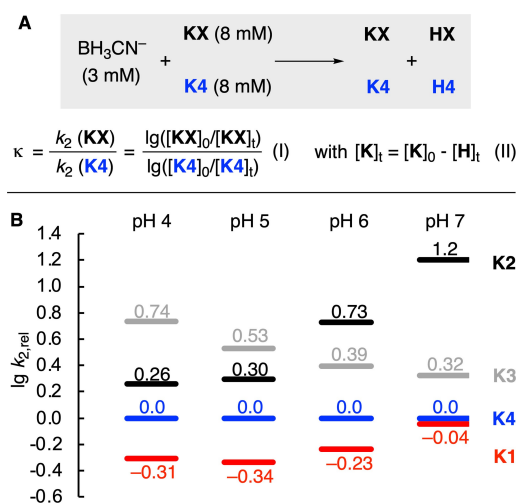 A
BH₃CN⁻
(3 mM)
+
KX (8 mM)
K4 (8 mM)
KX
K4
+
HX
H4
κ = k₂ (KX) / k₂ (K4) = lg([KX]₀/[KX]ₜ) / lg([K4]₀/[K4]ₜ) (I) with [K]ₜ = [K]₀ - [H]ₜ (II)
B
pH 4 pH 5 pH 6 pH 7
lg k₂,rel
1.4
1.2
1.0
0.8
0.6
0.4
0.2
0.0
−0.2
-0.4
-0.6
1.2 K2
0.74 0.73
0.53 0.39 0.32 K3
0.26 0.30
0.0 0.0 0.0 0.0 K4
−0.31 −0.34 −0.23 −0.04 K1